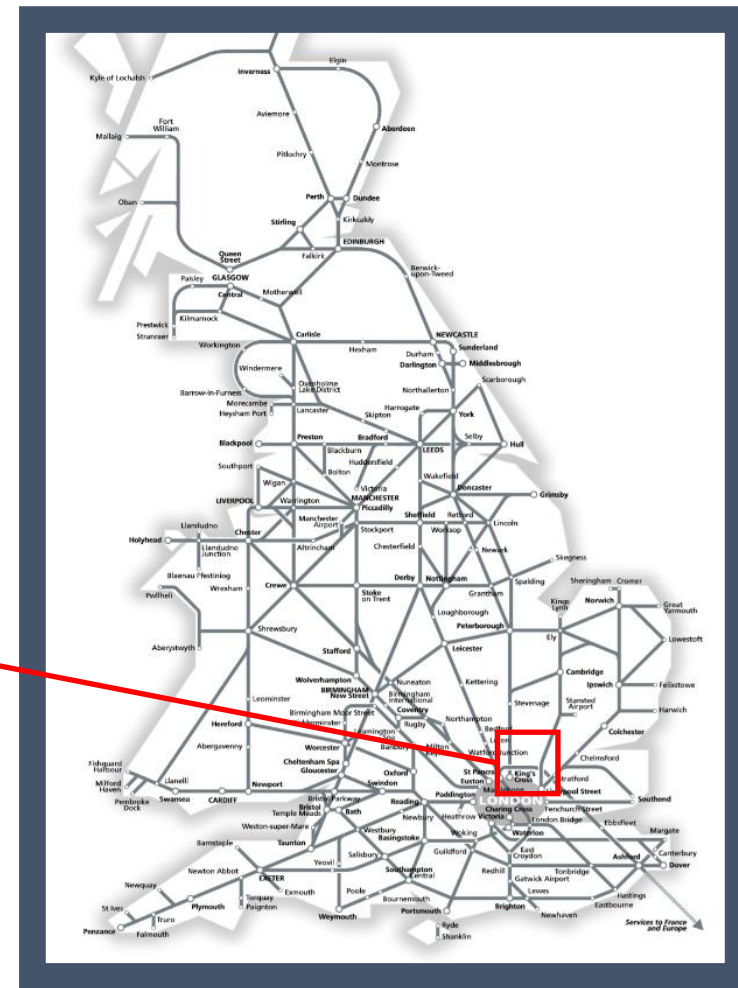 Elgin
Kyle of Lochalsh
Inverness
Aviemore
Fort
William
Aberdeen
Mallaig
Pitlochry
Montrose
Perth
Dundee
Oban
Kirkcaldy
Stirling
EDINBURGH
Queen
Street
Falkirk
Berwick-
upon-Tweed
Paisley
GLASGOW
Central
Motherwell
Kilmarnock
Prestwick
Stranraer
Carlisle
NEWCASTLE
Workington
Hexham
Sunderland
Durham
Darlington
Middlesbrough
Windermere
Oxenholme
Lake District
Scarborough
Barrow-in-Furness
Northallerton
Morecambe
Heysham Port
Lancaster
Harrogate
Skipton
York
Blackpool
Preston
Bradford
LEEDS
Selby
Hull
Blackburn
Huddersfield
Southport
Bolton
Wakefield
Wigan
Victoria
Doncaster
Grimsby
LIVERPOOL
Warrington
MANCHESTER
Piccadilly
Manchester
Airport
Sheffield
Retford
Lincoln
Llandudno
Stockport
Worksop
Holyhead
Chester
Llandudno
Junction
Altrincham
Chesterfield
Newark
Skegness
Blaenau Ffestiniog
Wrexham
Crewe
Stoke
on Trent
Derby
Nottingham
Grantham
Spalding
Sheringham
Cromer
Pwllheli
Kings
Lynn
Norwich
Great
Yarmouth
Loughborough
Peterborough
Shrewsbury
Ely
Lowestoft
Aberystwyth
Stafford
Leicester
Wolverhampton
Nuneaton
Cambridge
BIRMINGHAM
New Street
Birmingham
International
Kettering
Ipswich
Felixstowe
Leominster
Coventry
Stevenage
Stansted
Airport
Harwich
Birmingham Moor Street
Kidderminster
Leamington
Spa
Rugby
Northampton
Hereford
Bedford
Colchester
Abergavenny
Worcester
Banbury
Milton
Luton
Watford Junction
Chelmsford
Fishguard
Harbour
Cheltenham Spa
Gloucester
Oxford
St Pancras
King's
Cross
Stratford
Milford
Haven
Llanelli
Swindon
Euston
Marylebone
Liverpool Street
Pembroke
Dock
Swansea
CARDIFF
Newport
Bristol Parkway
Reading
Paddington
LONDON
Fenchurch Street
Southend
Bristol
Temple Meads
Bath
Newbury
Heathrow
Victoria
Charing Cross
London Bridge
Ebbsfleet
Weston-super-Mare
Westbury
Basingstoke
Woking
Waterloo
Margate
Barnstaple
Taunton
Salisbury
Guildford
East
Croydon
Canterbury
Newton Abbot
Yeovil
Southampton
Central
Redhill
Tonbridge
Ashford
Dover
EXETER
Gatwick Airport
Newquay
Exmouth
Poole
Lewes
Hastings
St Ives
Plymouth
Torquay
Paignton
Bournemouth
Eastbourne
Truro
Weymouth
Portsmouth
Brighton
Newhaven
Penzance
Falmouth
Ryde
Shanklin
Services to France
and Europe